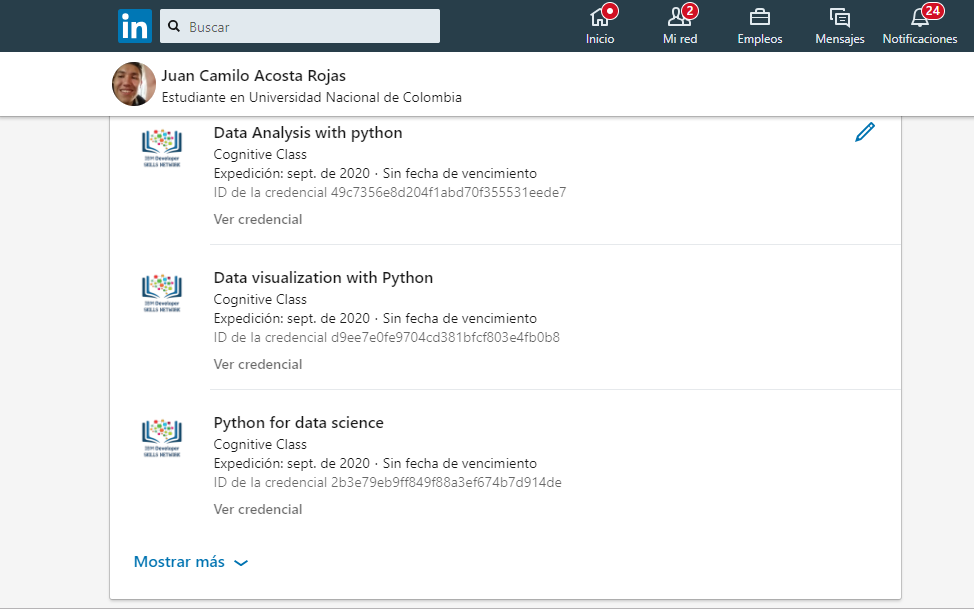 in
Buscar
Inicio
2
Mi red
Empleos
Mensajes
24
Notificaciones
Juan Camilo Acosta Rojas
Estudiante en Universidad Nacional de Colombia
Data Analysis with python
Cognitive Class
Expedición: sept. de 2020 · Sin fecha de vencimiento
ID de la credencial 49c7356e8d204f1abd70f355531eede7
Ver credencial
IBM Developer
SKILLS NETWORK
Data visualization with Python
Cognitive Class
Expedición: sept. de 2020 · Sin fecha de vencimiento
ID de la credencial d9ee7e0fe9704cd381bfcf803e4fb0b8
Ver credencial
IBM Developer
SKILLS NETWORK
Python for data science
Cognitive Class
Expedición: sept. de 2020 · Sin fecha de vencimiento
ID de la credencial 2b3e79eb9ff849f88a3ef674b7d914de
Ver credencial
IBM Developer
SKILLS NETWORK
Mostrar más